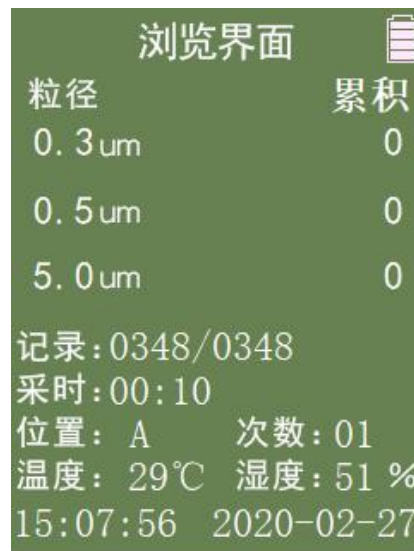 浏览界面
粒径 累积
0.3um 0
0.5um 0
5.0um 0
记录:0348/0348
采时:00:10
位置: A 次数:01
温度: 29℃ 湿度:51 %
15:07:56 2020-02-27